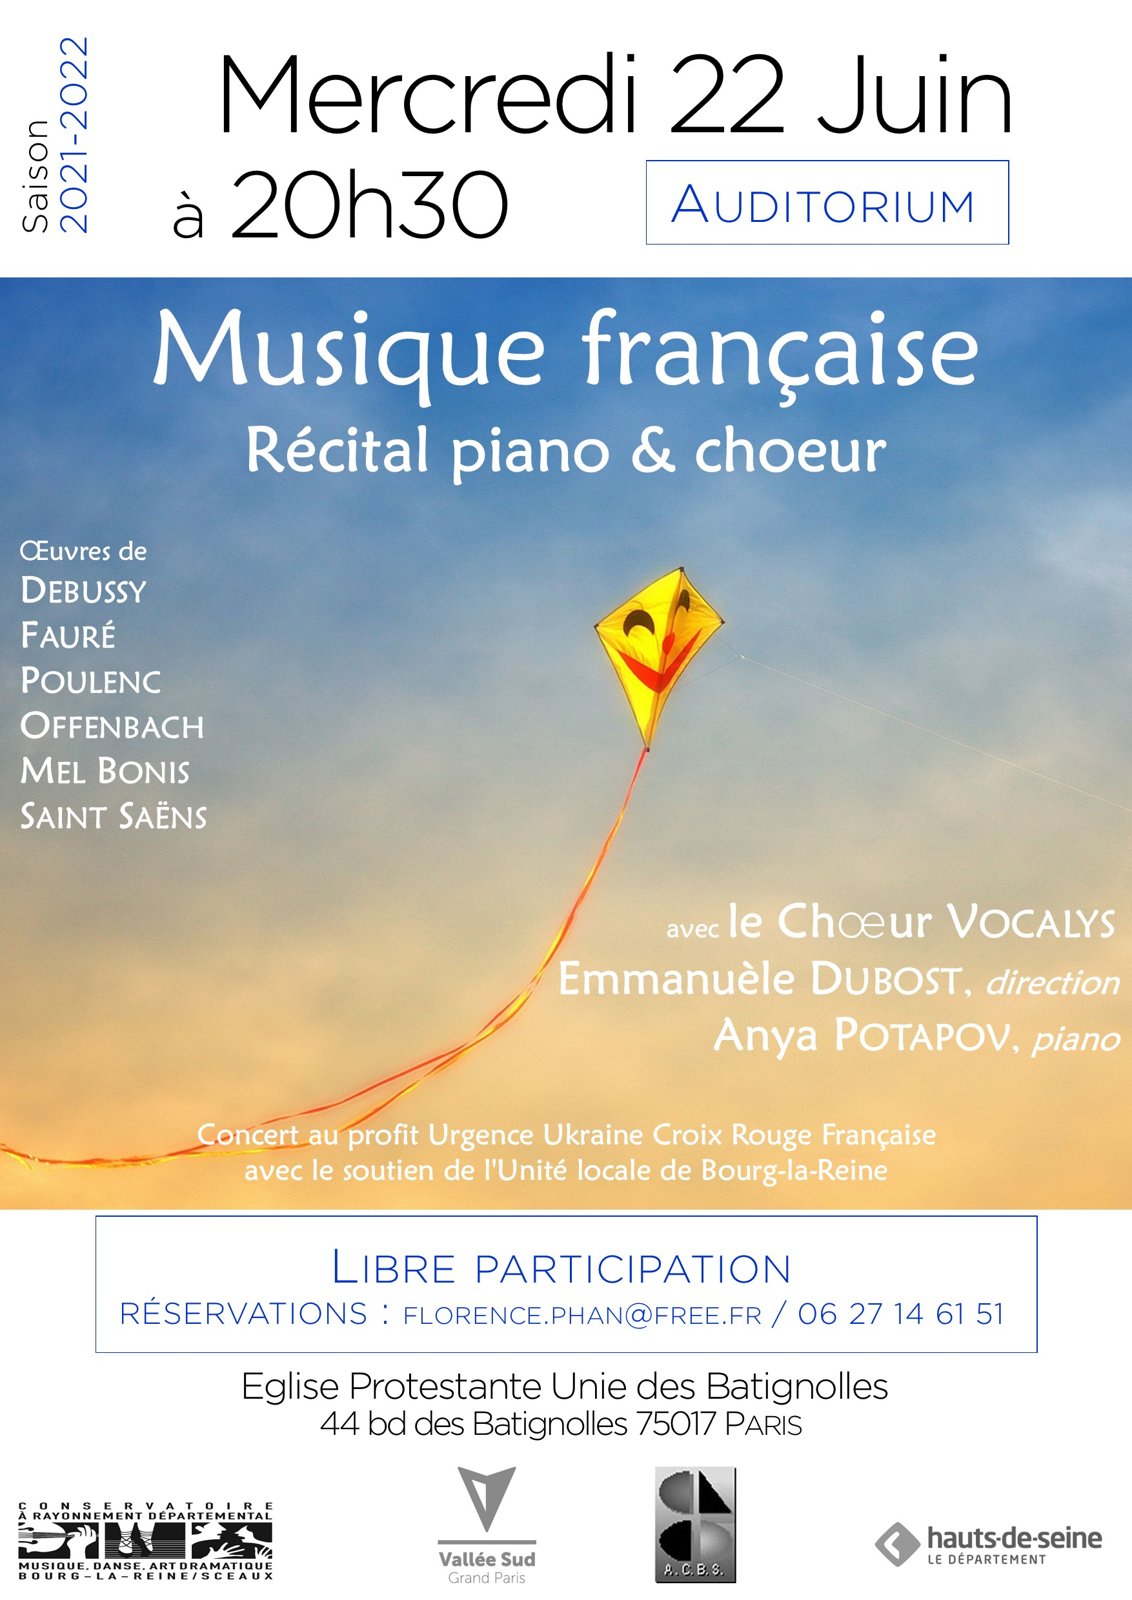 Saison
2021-2022
Mercredi 22 Juin
à 20h30
AUDITORIUM
Musique française
Récital piano & choeur
Œuvres de
DEBUSSY
FAURÉ
POULENC
OFFENBACH
MEL BONIS
SAINT SAËNS
avec le Chœur VOCALYS
Emmanuèle DUBOST, direction
Anya POTAPOV, piano
Concert au profit Urgence Ukraine Croix Rouge Française
avec le soutien de l'Unité locale de Bourg-la-Reine
LIBRE PARTICIPATION
RÉSERVATIONS : FLORENCE.PHAN@FREE.FR / 06 27 14 61 51
Eglise Protestante Unie des Batignolles
44 bd des Batignolles 75017 PARIS
CONSERVATOIRE
À RAYONNEMENT DÉPARTEMENTAL
MUSIQUE, DANSE, ART DRAMATIQUE
BOURG-LA-REINE/SCEAUX
Vallée Sud
Grand Paris
A.C.B.S.
hauts-de-seine
LE DÉPARTEMENT